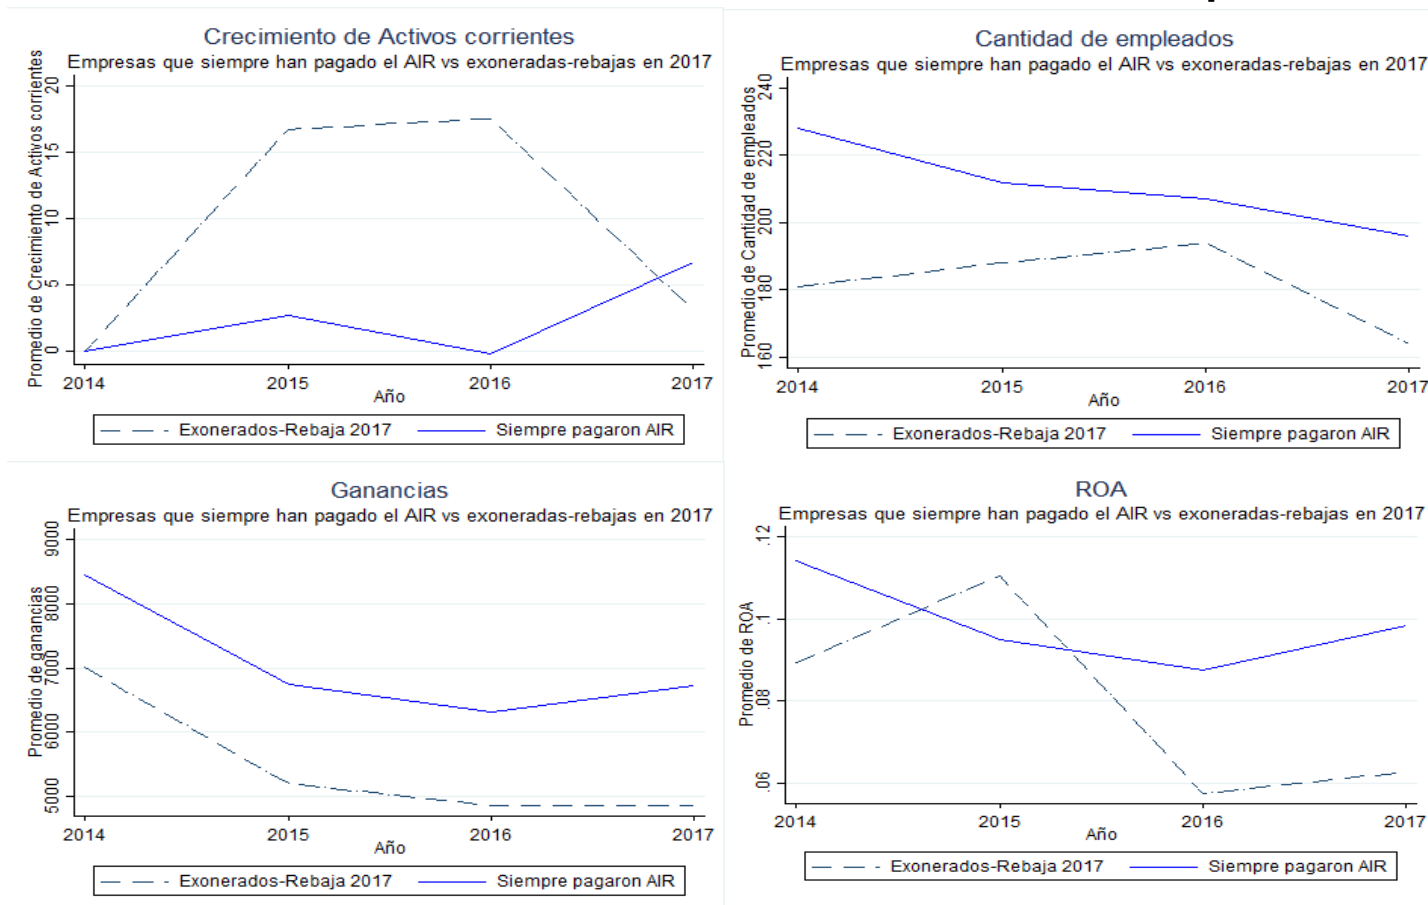 Crecimiento de Activos corrientes
Empresas que siempre han pagado el AIR vs exoneradas-rebajas en 2017
Promedio de Crecimiento de Activos corrientes
20
15
10
5
0
2014 2015 2016 2017
Año
Exonerados-Rebaja 2017 Siempre pagaron AIR
Cantidad de empleados
Empresas que siempre han pagado el AIR vs exoneradas-rebajas en 2017
Promedio de Cantidad de empleados
240
220
200
180
160
2014 2015 2016 2017
Año
Exonerados-Rebaja 2017 Siempre pagaron AIR
Ganancias
Empresas que siempre han pagado el AIR vs exoneradas-rebajas en 2017
Promedio de ganancias
9000
8000
7000
6000
5000
2014 2015 2016 2017
Año
Exonerados-Rebaja 2017 Siempre pagaron AIR
ROA
Empresas que siempre han pagado el AIR vs exoneradas-rebajas en 2017
Promedio de ROA
.12
.1
.08
.06
2014 2015 2016 2017
Año
Exonerados-Rebaja 2017 Siempre pagaron AIR